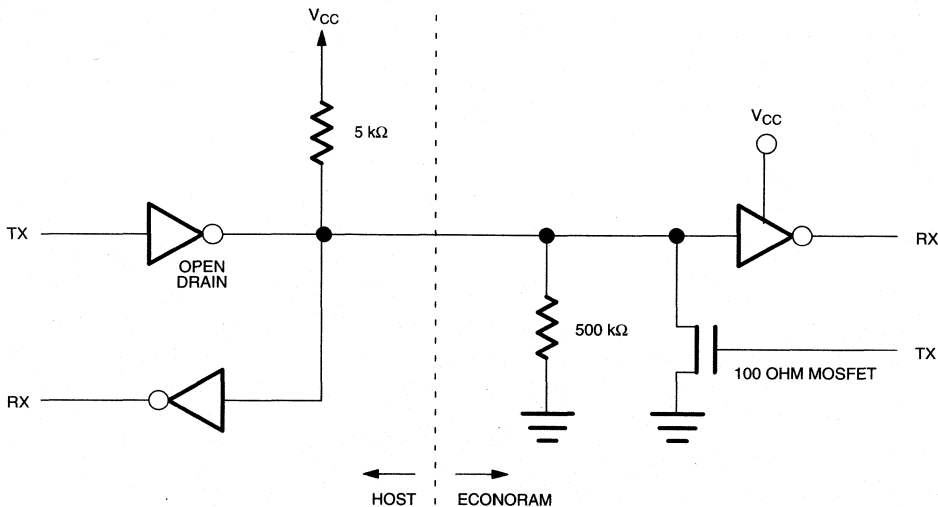 VCC
5 kΩ
VCC
TX
OPEN
DRAIN
RX
500 kΩ
TX
100 OHM MOSFET
RX
HOST
ECONORAM